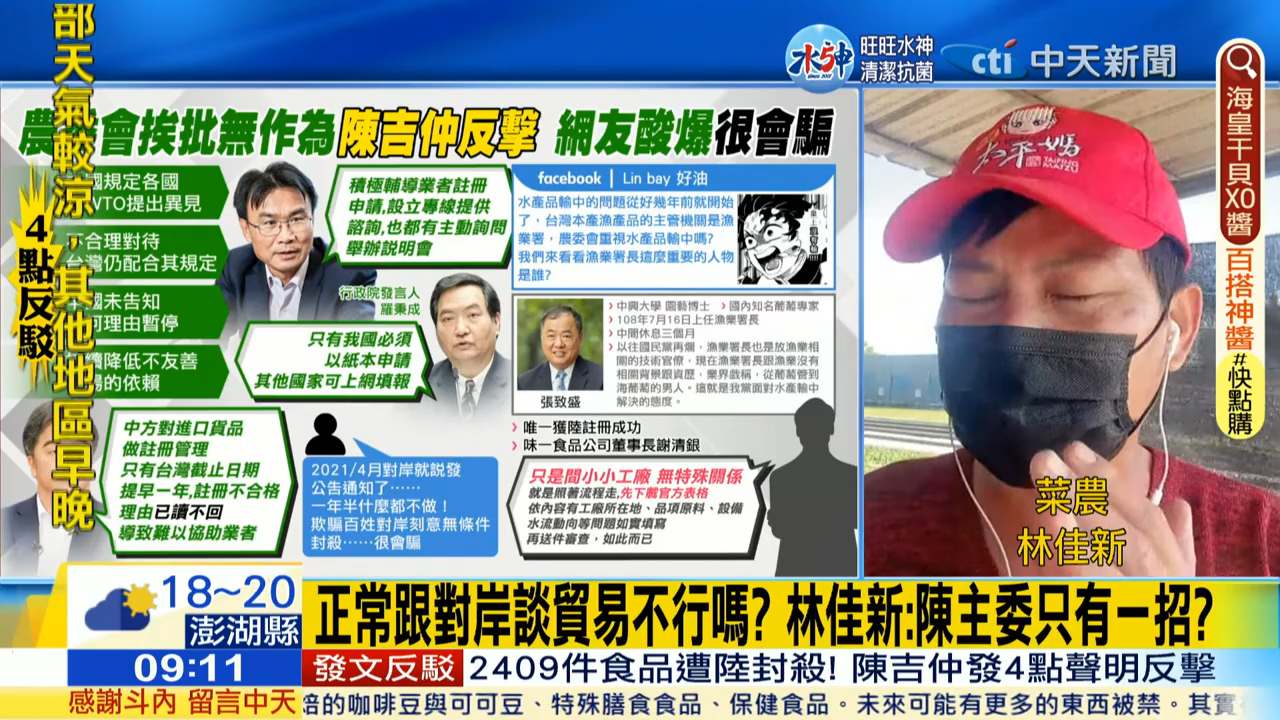 部天氣較涼，其他地區早晚
4點反駁
水神
since 2017
旺旺水神
清潔抗菌
cti 中天新聞
海皇干貝XO醬
百搭神醬
#快點購
農 會挨批無作為陳吉仲反擊 網友酸爆很會騙
國規定各國
WTO提出異見
合理對待
台灣仍配合其規定
國未告知
何理由暫停
續降低不友善
場的依賴
積極輔導業者註冊
申請,設立專線提供
諮詢,也都有主動詢問
舉辦說明會
行政院發言人
羅秉成
只有我國必須
以紙本申請
其他國家可上網填報
中方對進口貨品
做註冊管理
只有台灣截止日期
提早一年,註冊不合格
理由已讀不回
導致難以協助業者
2021/4月對岸就説發
公告通知了⋯⋯
一年半什麼都不做！
欺騙百姓對岸刻意無條件
封殺⋯⋯很會騙
facebook | Lin bay 好油
水產品輸中的問題從好幾年前就開始
了，台灣本產漁產品的主管機關是漁
業署，農委會重視水產品輸中嗎?
我們來看看漁業署長這麼重要的人物
是誰?
中興大學 園藝博士 國內知名葡萄專家
108年7月16日上任漁業署長
中間休息三個月
以往國民黨再爛，漁業署長也是放漁業相
關的技術官僚，現在漁業署長跟漁業沒有
相關背景跟資歷，業界戲稱，從葡萄管到
海葡萄的男人。這就是我黨面對水產輸中
解決的態度。
張致盛
唯一獲陸註冊成功
味一食品公司董事長謝清銀
只是間小小工廠 無特殊關係
就是照著流程走,先下載官方表格
依內容有工廠所在地、品項原料、設備
水流動向等問題如實填寫
再送件審查，如此而已
太平媽
TAIPING
MATZU
菜農
林佳新
18~20
澎湖縣
09:11
正常跟對岸談貿易不行嗎? 林佳新:陳主委只有一招?
發文反駁 2409件食品遭陸封殺! 陳吉仲發4點聲明反擊
感謝斗內 留言中天
焙的咖啡豆與可可豆、特殊膳食食品、保健食品。未來可能有更多的東西被禁。其實